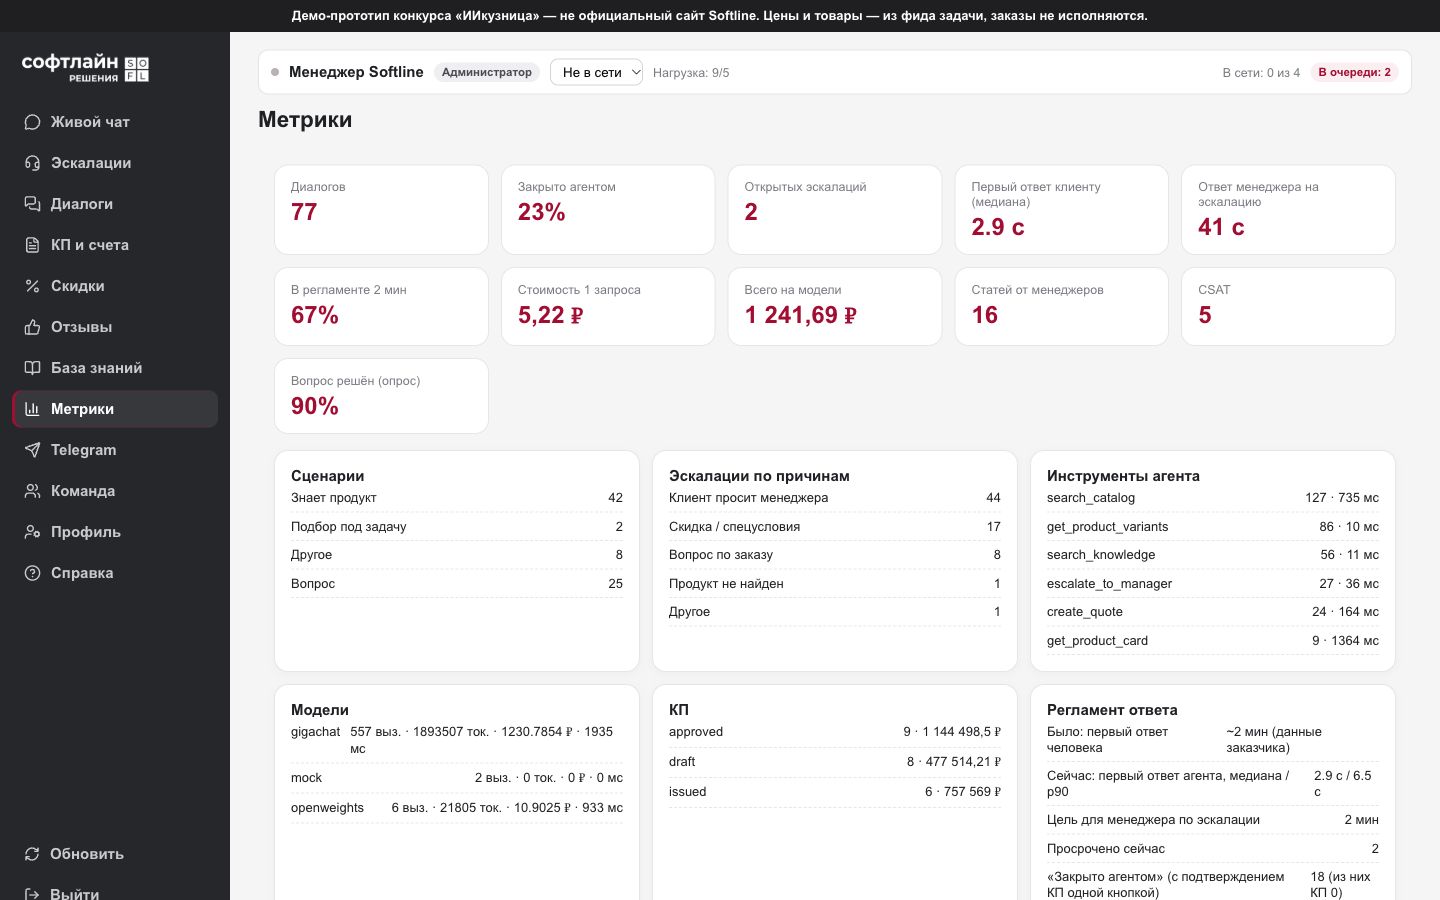 Демо-прототип конкурса «ИИкузница» — не официальный сайт Softline. Цены и товары — из фида задачи, заказы не исполняются.
софтлайн
РЕШЕНИЯ
SO
FL
Живой чат
Эскалации
Диалоги
КП и счета
Скидки
Отзывы
База знаний
Метрики
Telegram
Команда
Профиль
Справка
Обновить
Выйти
Менеджер Softline Администратор Не в сети Нагрузка: 9/5 В сети: 0 из 4 В очереди: 2
Метрики
Диалогов
77
Закрыто агентом
23%
Открытых эскалаций
2
Первый ответ клиенту
(медиана)
2.9 с
Ответ менеджера на
эскалацию
41 с
В регламенте 2 мин
67%
Стоимость 1 запроса
5,22 ₽
Всего на модели
1 241,69 ₽
Статей от менеджеров
16
CSAT
5
Вопрос решён (опрос)
90%
Сценарии
Знает продукт 42
Подбор под задачу 2
Другое 8
Вопрос 25
Эскалации по причинам
Клиент просит менеджера 44
Скидка / спецусловия 17
Вопрос по заказу 8
Продукт не найден 1
Другое 1
Инструменты агента
search_catalog 127 · 735 мс
get_product_variants 86 · 10 мс
search_knowledge 56 · 11 мс
escalate_to_manager 27 · 36 мс
create_quote 24 · 164 мс
get_product_card 9 · 1364 мс
Модели
gigachat 557 выз. · 1893507 ток. · 1230.7854 ₽ · 1935
мс
mock 2 выз. · 0 ток. · 0 ₽ · 0 мс
openweights 6 выз. · 21805 ток. · 10.9025 ₽ · 933 мс
КП
approved 9 · 1 144 498,5 ₽
draft 8 · 477 514,21 ₽
issued 6 · 757 569 ₽
Регламент ответа
Было: первый ответ ~2 мин (данные
человека заказчика)
Сейчас: первый ответ агента, медиана / 2.9 с / 6.5
p90 с
Цель для менеджера по эскалации 2 мин
Просрочено сейчас 2
«Закрыто агентом» (с подтверждением 18 (из них
КП одной кнопкой) КП 0)